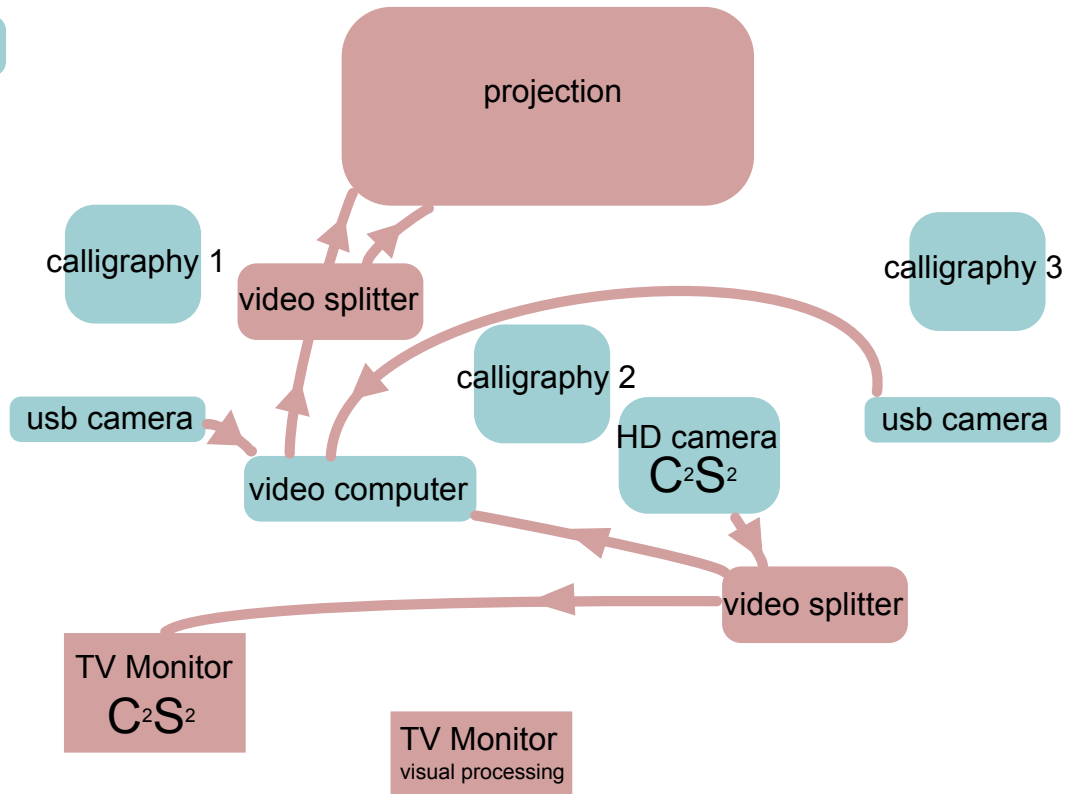 projection
calligraphy 1
calligraphy 3
video splitter
calligraphy 2
usb camera
usb camera
HD camera
C²S²
video computer
video splitter
TV Monitor
C²S²
TV Monitor
visual processing